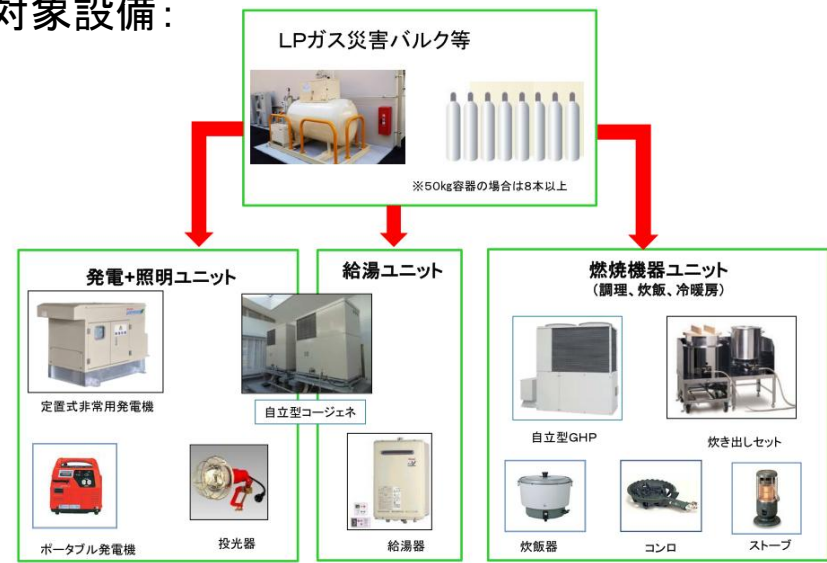 対象設備：
LPガス災害バルク等
※50kg容器の場合は8本以上
発電+照明ユニット
定置式非常用発電機
ポータブル発電機
投光器
自立型コージェネ
給湯ユニット
給湯器
燃焼機器ユニット
（調理、炊飯、冷暖房）
自立型GHP
炊き出しセット
炊飯器
コンロ
ストーブ